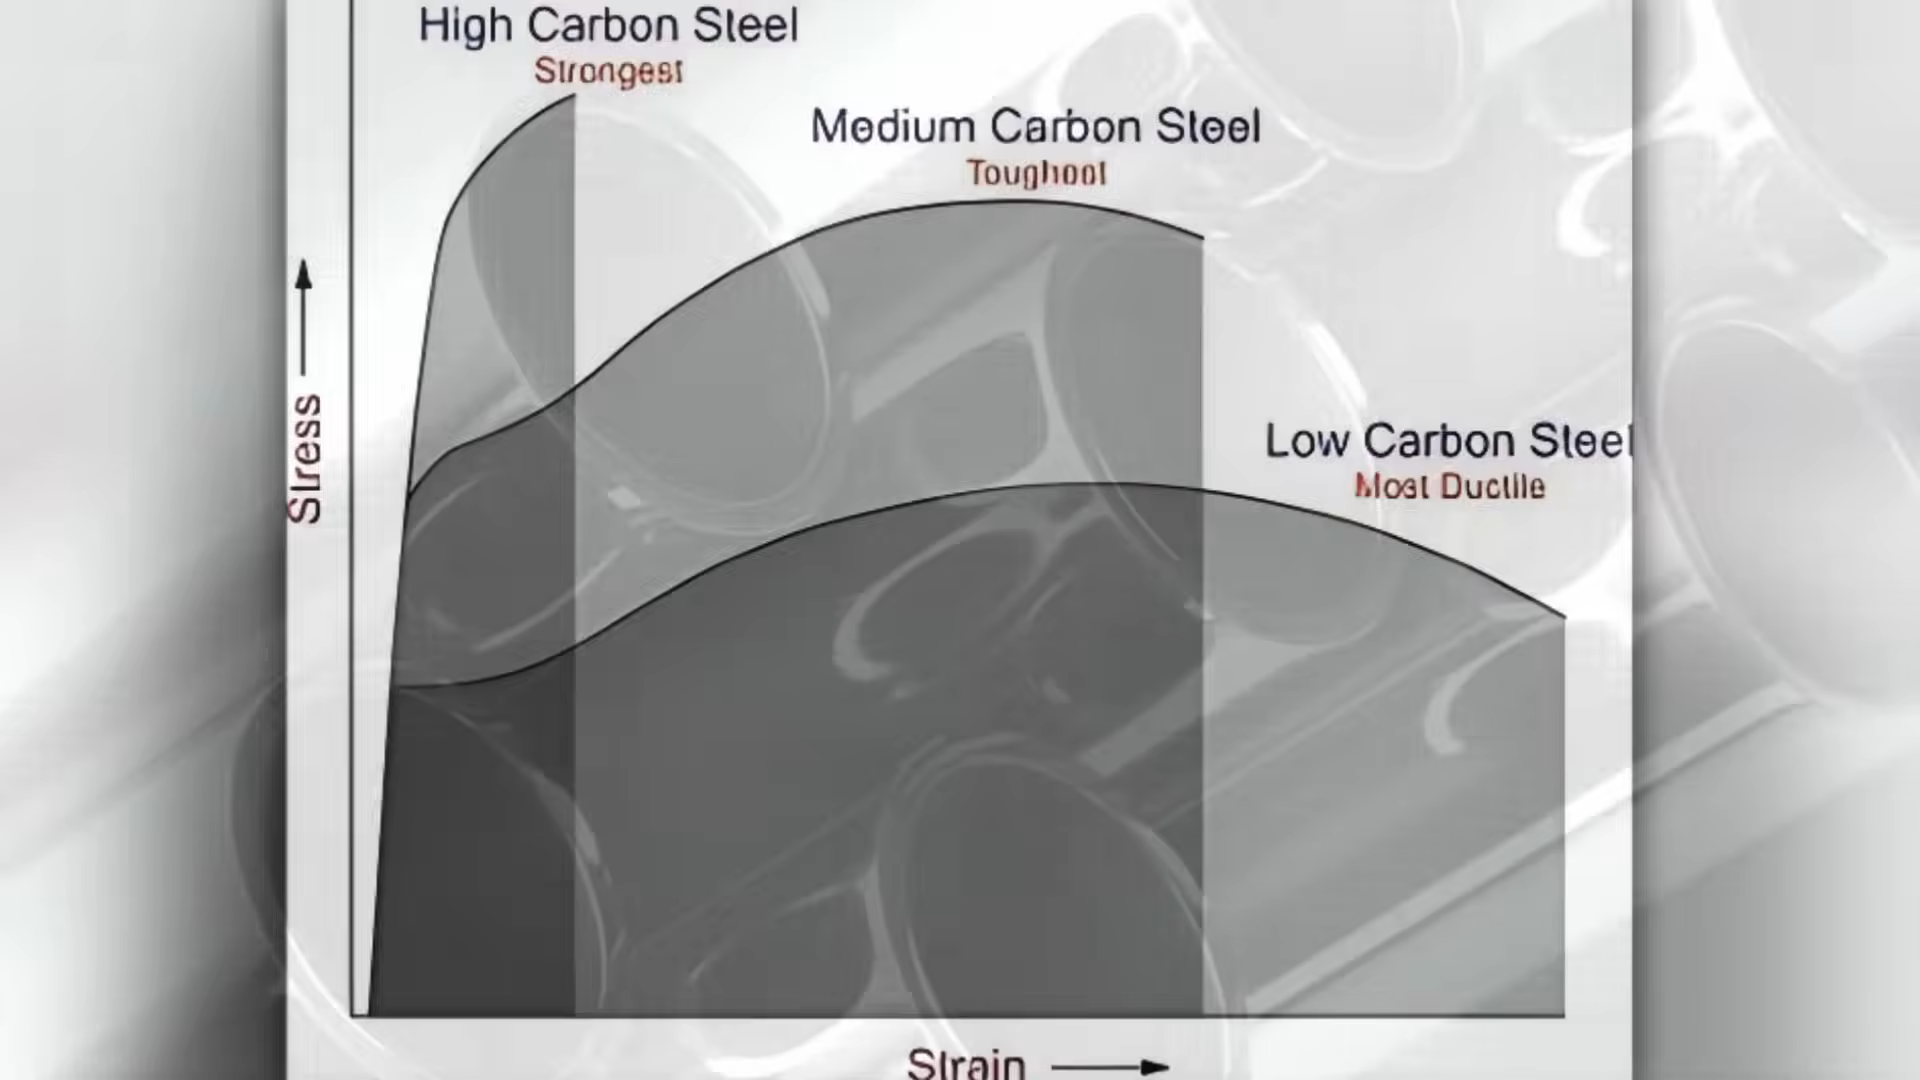 High Carbon Steel
Strongest
Medium Carbon Steel
Toughest
Low Carbon Steel
Most Ductile
Stress
Strain